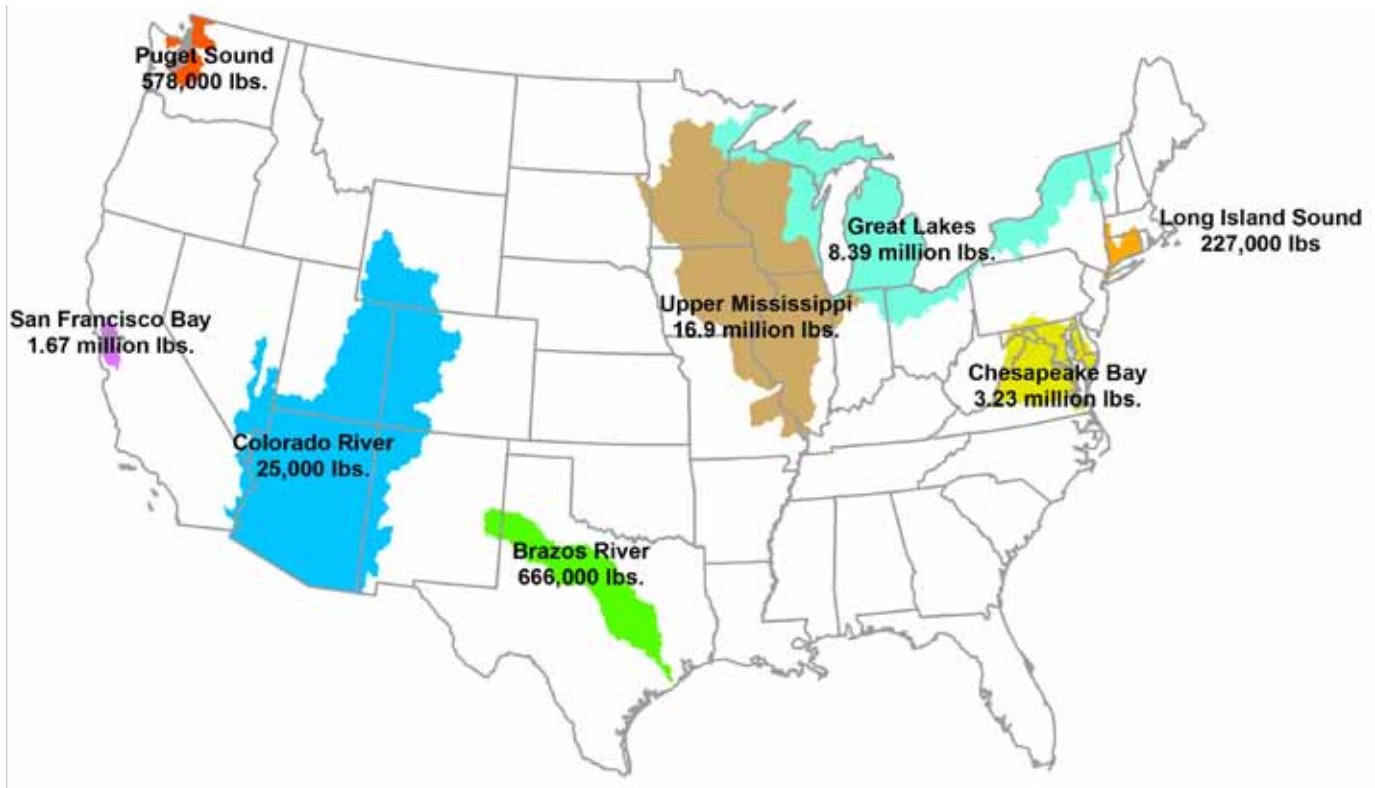 Puget Sound
578,000 lbs.
Great Lakes
8.39 million lbs.
Long Island Sound
227,000 lbs
Upper Mississippi
16.9 million lbs.
San Francisco Bay
1.67 million lbs.
Chesapeake Bay
3.23 million lbs.
Colorado River
25,000 lbs.
Brazos River
666,000 lbs.